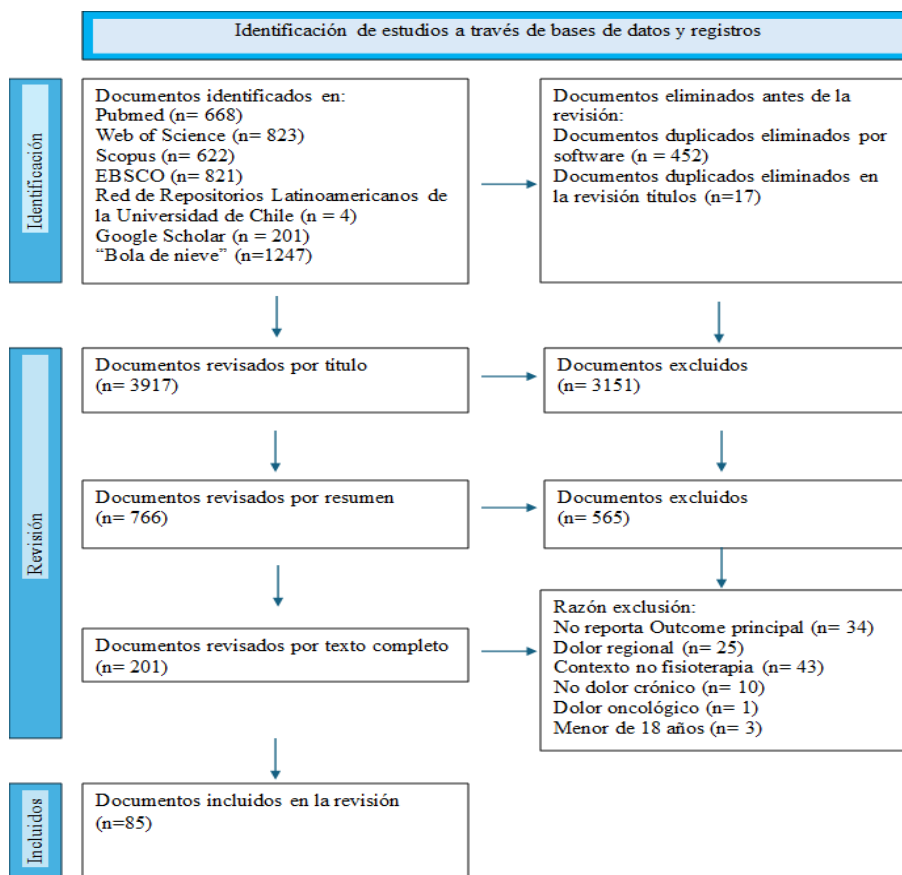 Identificación de estudios a través de bases de datos y registros
Identificación
Documentos identificados en:
Pubmed (n= 668)
Web of Science (n= 823)
Scopus (n= 622)
EBSCO (n= 821)
Red de Repositorios Latinoamericanos de
la Universidad de Chile (n = 4)
Google Scholar (n = 201)
“Bola de nieve” (n=1247)
Documentos eliminados antes de la
revisión:
Documentos duplicados eliminados por
software (n = 452)
Documentos duplicados eliminados en
la revisión títulos (n=17)
Revisión
Documentos revisados por título
(n= 3917)
Documentos excluidos
(n= 3151)
Documentos revisados por resumen
(n= 766)
Documentos excluidos
(n= 565)
Documentos revisados por texto completo
(n= 201)
Razón exclusión:
No reporta Outcome principal (n= 34)
Dolor regional (n= 25)
Contexto no fisioterapia (n= 43)
No dolor crónico (n= 10)
Dolor oncológico (n= 1)
Menor de 18 años (n= 3)
Incluidos
Documentos incluidos en la revisión
(n=85)